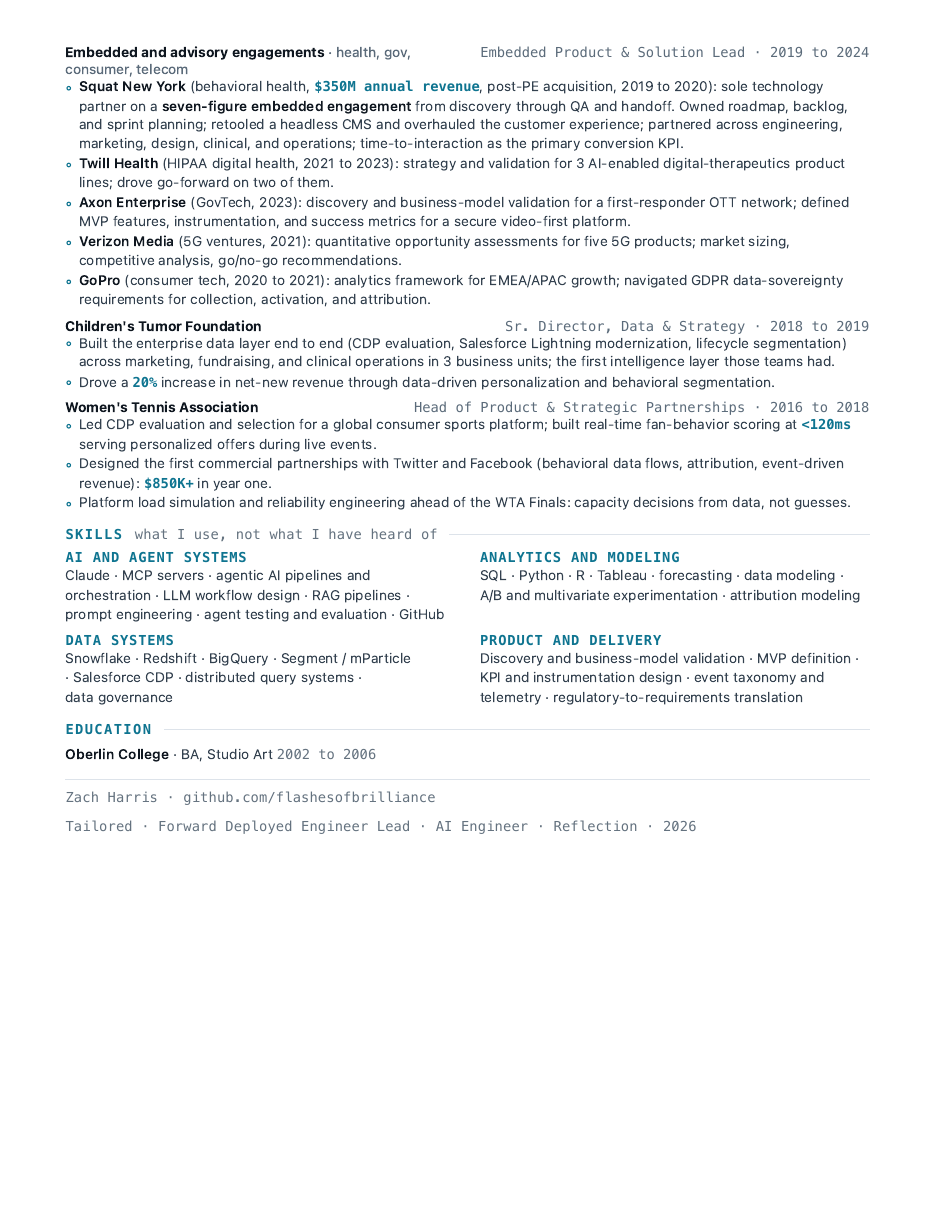 Embedded and advisory engagements · health, gov, consumer, telecom
Embedded Product & Solution Lead · 2019 to 2024
Squat New York (behavioral health, $350M annual revenue, post-PE acquisition, 2019 to 2020): sole technology
partner on a seven-figure embedded engagement from discovery through QA and handoff. Owned roadmap, backlog,
and sprint planning; retooled a headless CMS and overhauled the customer experience; partnered across engineering,
marketing, design, clinical, and operations; time-to-interaction as the primary conversion KPI.
Twill Health (HIPAA digital health, 2021 to 2023): strategy and validation for 3 AI-enabled digital-therapeutics product
lines; drove go-forward on two of them.
Axon Enterprise (GovTech, 2023): discovery and business-model validation for a first-responder OTT network; defined
MVP features, instrumentation, and success metrics for a secure video-first platform.
Verizon Media (5G ventures, 2021): quantitative opportunity assessments for five 5G products; market sizing,
competitive analysis, go/no-go recommendations.
GoPro (consumer tech, 2020 to 2021): analytics framework for EMEA/APAC growth; navigated GDPR data-sovereignty
requirements for collection, activation, and attribution.
Children's Tumor Foundation
Sr. Director, Data & Strategy · 2018 to 2019
Built the enterprise data layer end to end (CDP evaluation, Salesforce Lightning modernization, lifecycle segmentation)
across marketing, fundraising, and clinical operations in 3 business units; the first intelligence layer those teams had.
Drove a 20% increase in net-new revenue through data-driven personalization and behavioral segmentation.
Women's Tennis Association
Head of Product & Strategic Partnerships · 2016 to 2018
Led CDP evaluation and selection for a global consumer sports platform; built real-time fan-behavior scoring at <120ms
serving personalized offers during live events.
Designed the first commercial partnerships with Twitter and Facebook (behavioral data flows, attribution, event-driven
revenue): $850K+ in year one.
Platform load simulation and reliability engineering ahead of the WTA Finals: capacity decisions from data, not guesses.
SKILLS what I use, not what I have heard of
AI AND AGENT SYSTEMS
Claude · MCP servers · agentic AI pipelines and
orchestration · LLM workflow design · RAG pipelines ·
prompt engineering · agent testing and evaluation · GitHub
ANALYTICS AND MODELING
SQL · Python · R · Tableau · forecasting · data modeling ·
A/B and multivariate experimentation · attribution modeling
DATA SYSTEMS
Snowflake · Redshift · BigQuery · Segment / mParticle
· Salesforce CDP · distributed query systems ·
data governance
PRODUCT AND DELIVERY
Discovery and business-model validation · MVP definition ·
KPI and instrumentation design · event taxonomy and
telemetry · regulatory-to-requirements translation
EDUCATION
Oberlin College · BA, Studio Art 2002 to 2006
Zach Harris · github.com/flashesofbrilliance
Tailored · Forward Deployed Engineer Lead · AI Engineer · Reflection · 2026